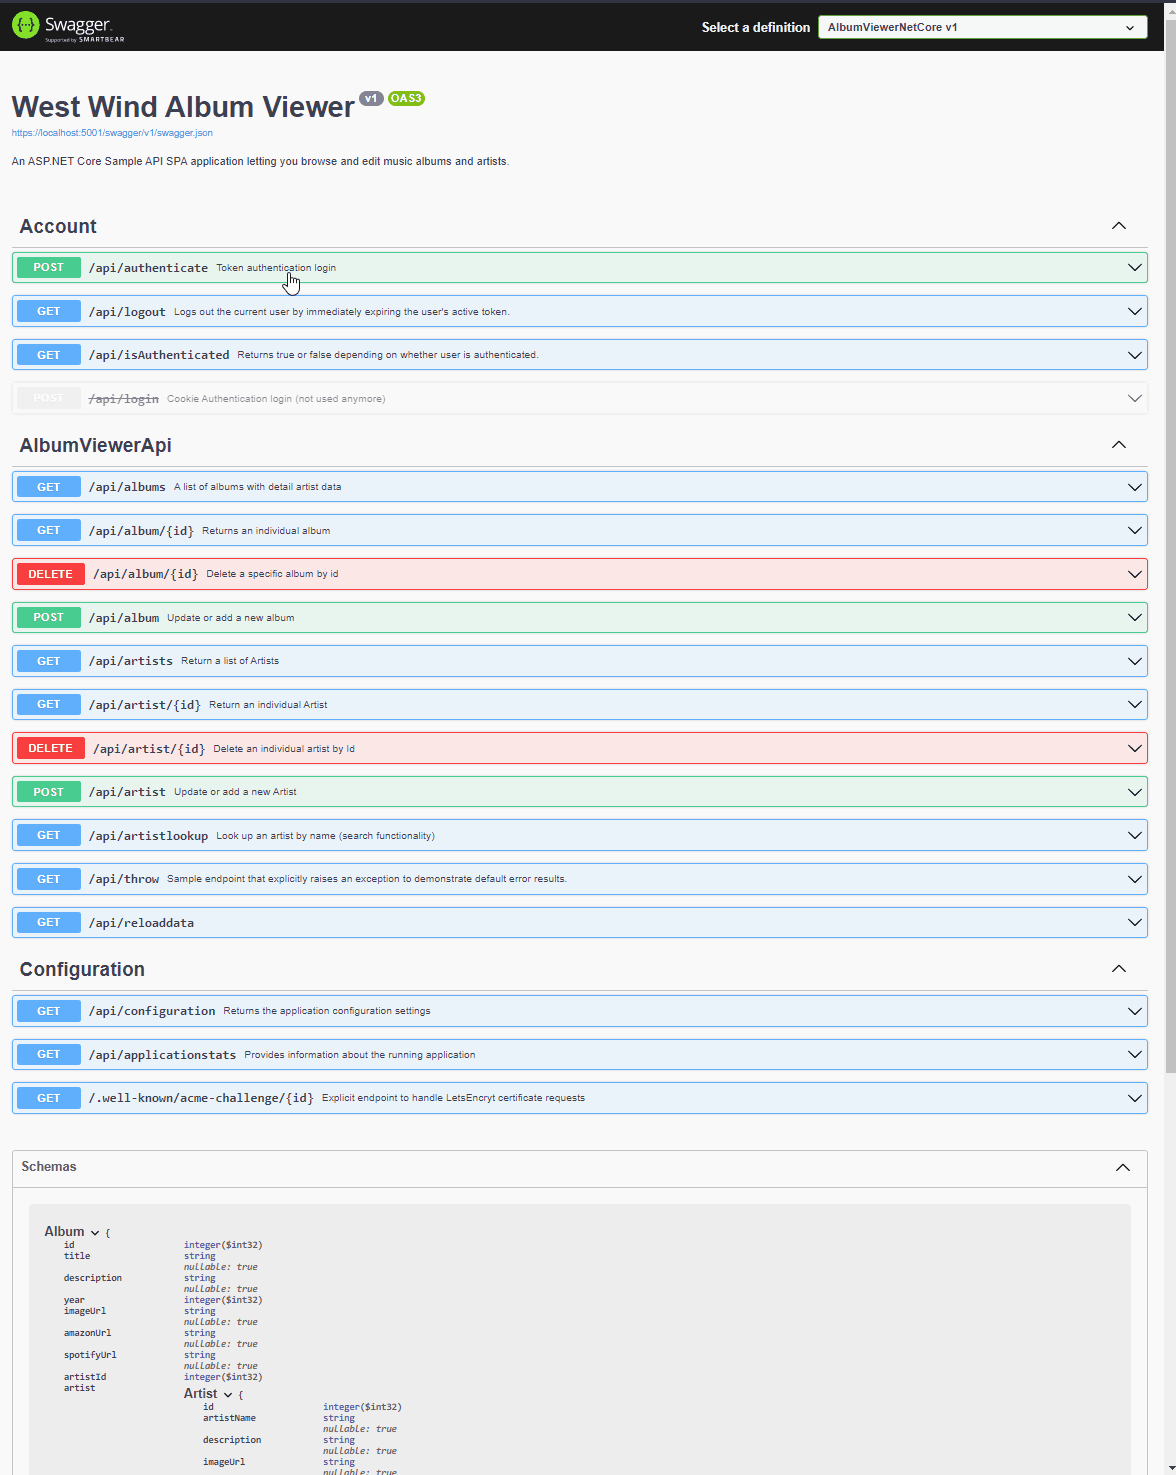 Swagger.
Supported by SMARTBEAR
Select a definition
AlbumViewerNetCore v1
West Wind Album Viewer v1 OAS3
https://localhost:5001/swagger/v1/swagger.json
An ASP.NET Core Sample API SPA application letting you browse and edit music albums and artists.
Account
POST /api/authenticate Token authentication login
GET /api/logout Logs out the current user by immediately expiring the user's active token.
GET /api/isAuthenticated Returns true or false depending on whether user is authenticated.
POST /api/login Cookie Authentication login (not used anymore)
AlbumViewerApi
GET /api/albums A list of albums with detail artist data
GET /api/album/{id} Returns an individual album
DELETE /api/album/{id} Delete a specific album by id
POST /api/album Update or add a new album
GET /api/artists Return a list of Artists
GET /api/artist/{id} Return an individual Artist
DELETE /api/artist/{id} Delete an individual artist by Id
POST /api/artist Update or add a new Artist
GET /api/artistlookup Look up an artist by name (search functionality)
GET /api/throw Sample endpoint that explicitly raises an exception to demonstrate default error results.
GET /api/reloaddata
Configuration
GET /api/configuration Returns the application configuration settings
GET /api/applicationstats Provides information about the running application
GET /.well-known/acme-challenge/{id} Explicit endpoint to handle LetsEncryt certificate requests
Schemas
Album {
id integer($int32)
title string
nullable: true
description string
nullable: true
year integer($int32)
imageUrl string
nullable: true
amazonUrl string
nullable: true
spotifyUrl string
nullable: true
artistId integer($int32)
artist
Artist {
id integer($int32)
artistName string
nullable: true
description string
nullable: true
imageUrl string
nullable: true